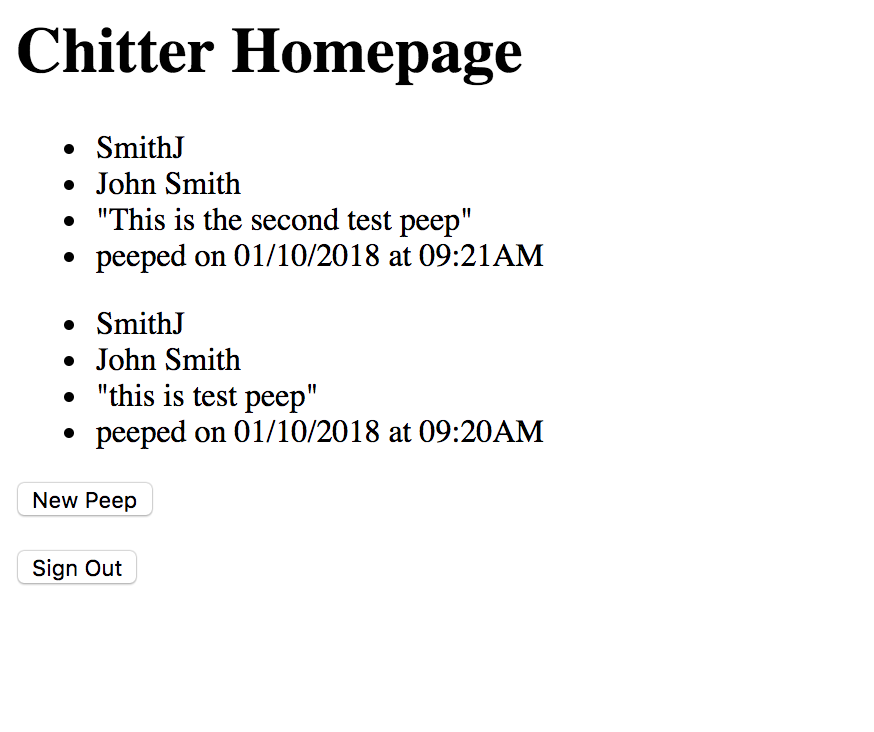 Chitter Homepage
SmithJ
John Smith
"This is the second test peep"
peeped on 01/10/2018 at 09:21AM
SmithJ
John Smith
"this is test peep"
peeped on 01/10/2018 at 09:20AM
New Peep
Sign Out